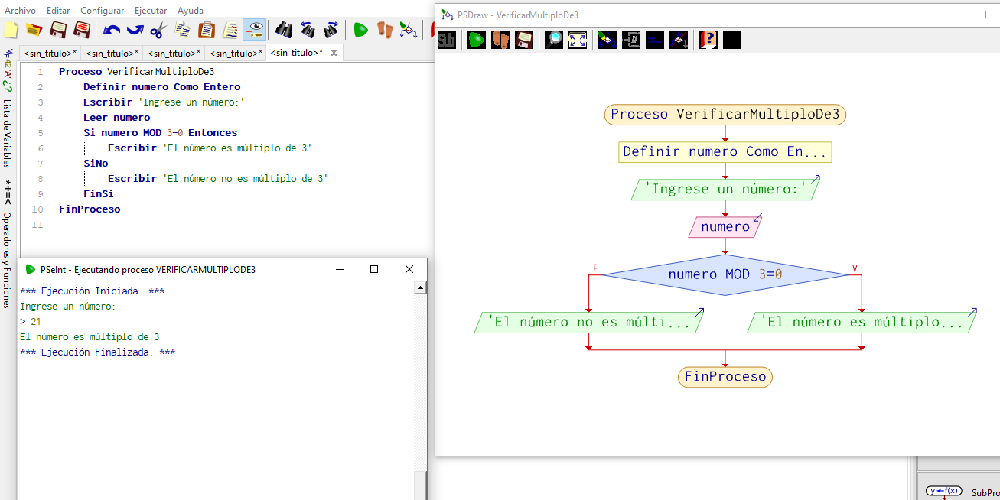 Archivo Editar Configurar Ejecutar Ayuda
<sin_titulo>* <sin_titulo>* <sin_titulo>* <sin_titulo>* <sin_titulo>* X
Lista de Variables
*+=<
Operadores y Funciones
1 Proceso VerificarMultiploDe3
2 Definir numero Como Entero
3 Escribir 'Ingrese un número:'
4 Leer numero
5 Si numero MOD 3=0 Entonces
6 Escribir 'El número es múltiplo de 3'
7 SiNo
8 Escribir 'El número no es múltiplo de 3'
9 FinSi
10 FinProceso
11
PSeInt - Ejecutando proceso VERIFICARMULTIPLODE3
*** Ejecución Iniciada. ***
Ingrese un número:
> 21
El número es múltiplo de 3
*** Ejecución Finalizada. ***
PSDraw - VerificarMultiploDe3
Sub
Proceso VerificarMultiploDe3
Definir numero Como En...
'Ingrese un número:'
numero
numero MOD 3=0
F V
'El número no es múlti...
'El número es múltiplo...
FinProceso
y←f(x) SubPro